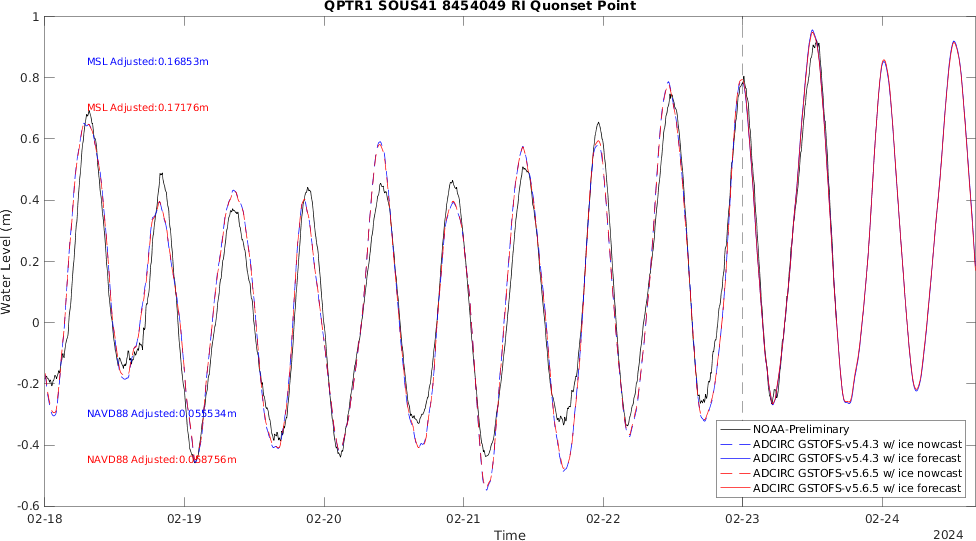 QPTR1 SOUS41 8454049 RI Quonset Point
1
0.8
0.6
0.4
0.2
0
-0.2
-0.4
-0.6
Water Level (m)
MSL Adjusted:0.16853m
MSL Adjusted:0.17176m
NAVD88 Adjusted:0.055534m
NAVD88 Adjusted:0.058756m
NOAA-Preliminary
ADCIRC GSTOFS-v5.4.3 w/ ice nowcast
ADCIRC GSTOFS-v5.4.3 w/ ice forecast
ADCIRC GSTOFS-v5.6.5 w/ ice nowcast
ADCIRC GSTOFS-v5.6.5 w/ ice forecast
02-18 02-19 02-20 02-21 02-22 02-23 02-24
Time
2024